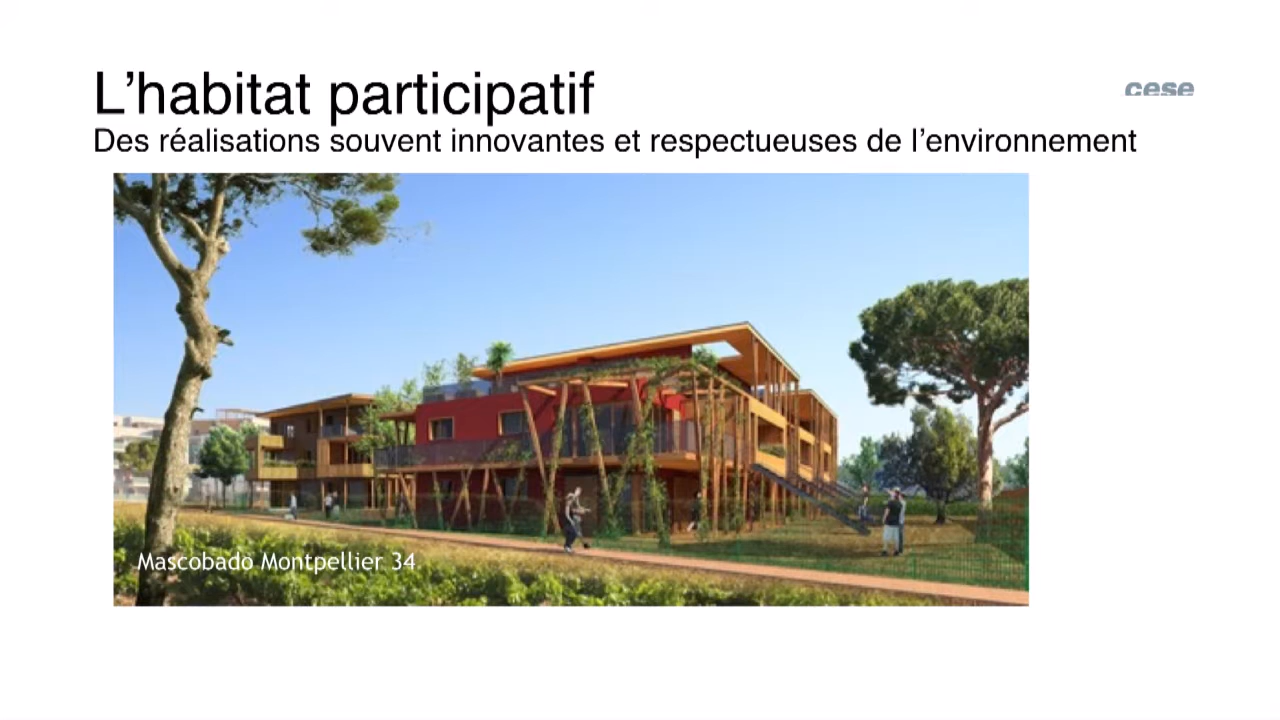 L’habitat participatif
cese
Des réalisations souvent innovantes et respectueuses de l’environnement
Mascobado Montpellier 34